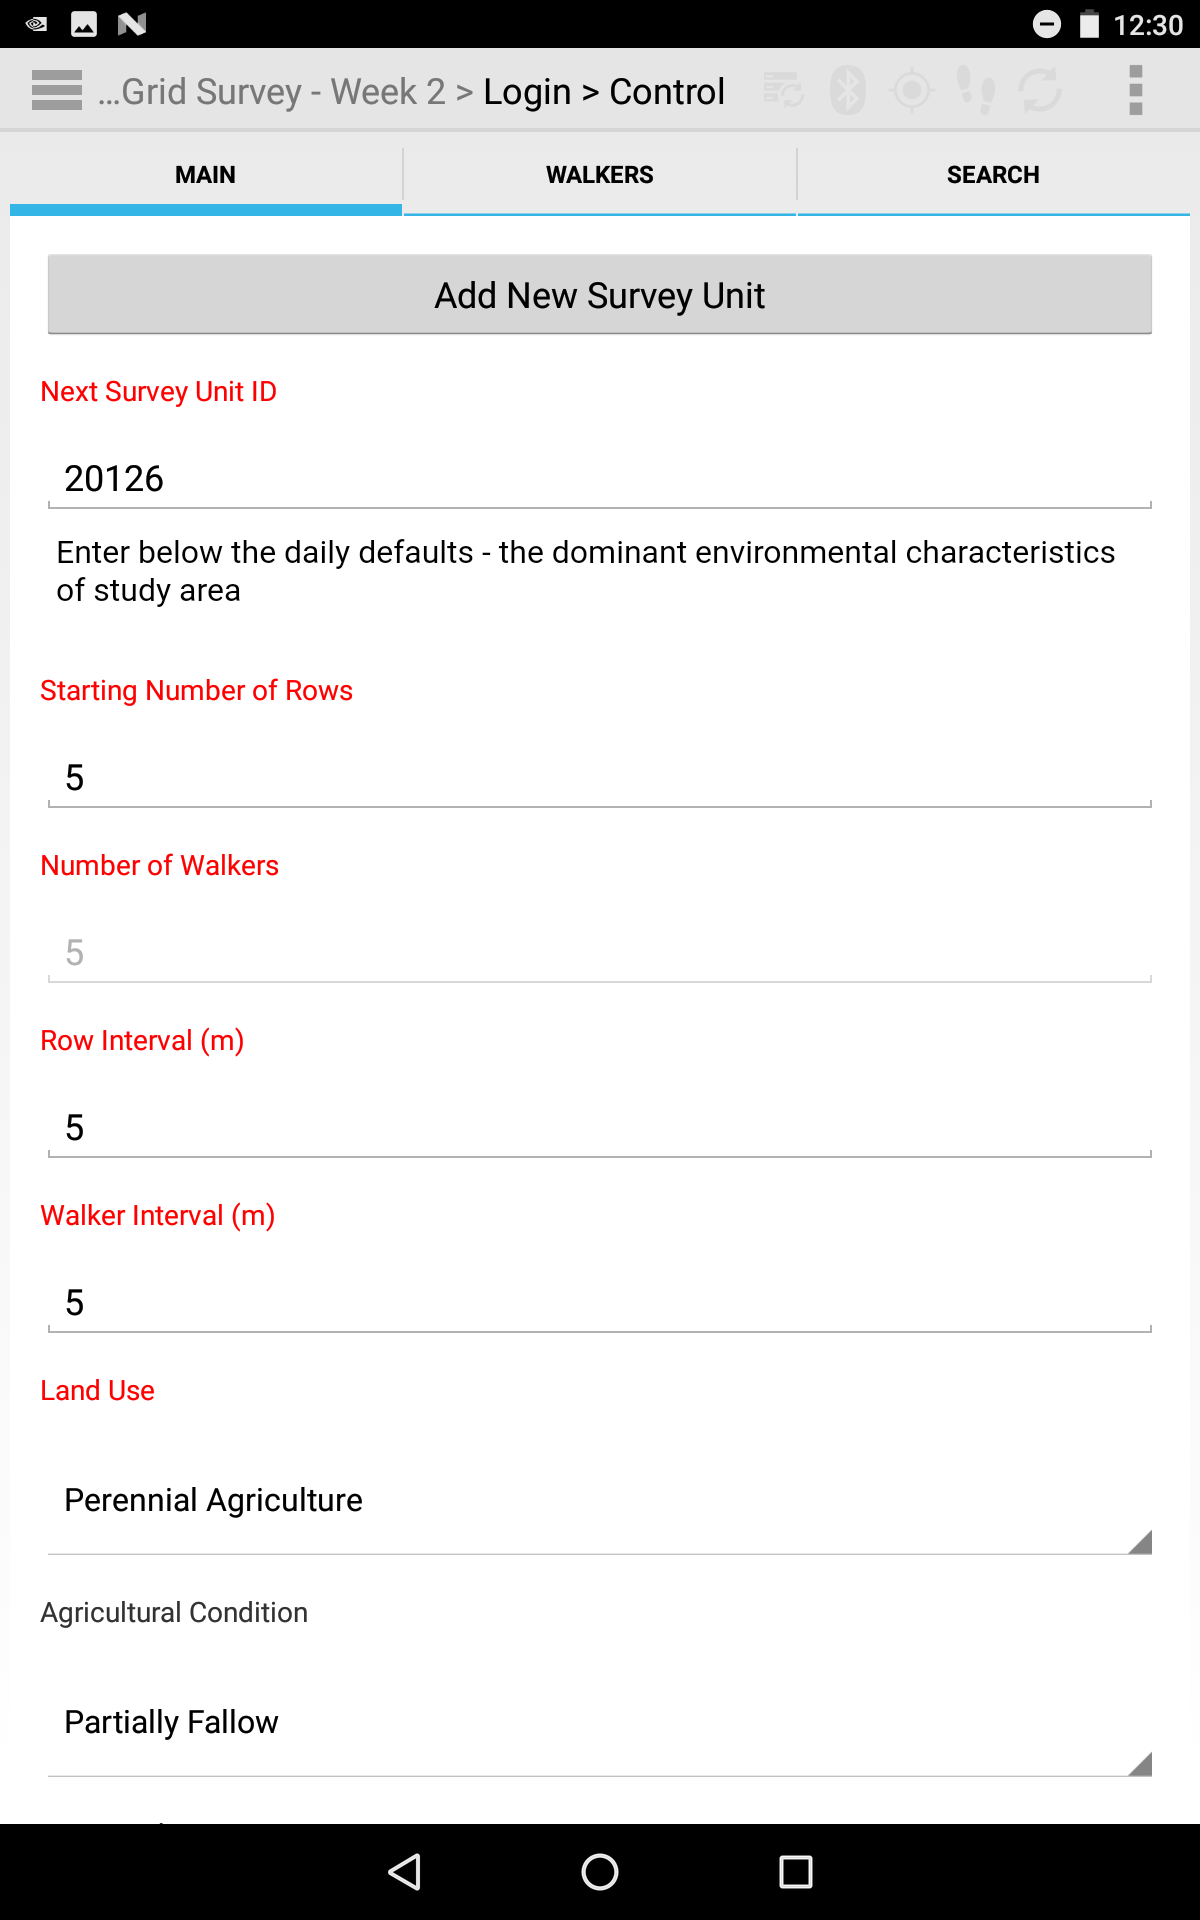 12:30
...Grid Survey - Week 2 > Login > Control
MAIN
WALKERS
SEARCH
Add New Survey Unit
Next Survey Unit ID
20126
Enter below the daily defaults - the dominant environmental characteristics
of study area
Starting Number of Rows
5
Number of Walkers
5
Row Interval (m)
5
Walker Interval (m)
5
Land Use
Perennial Agriculture
Agricultural Condition
Partially Fallow